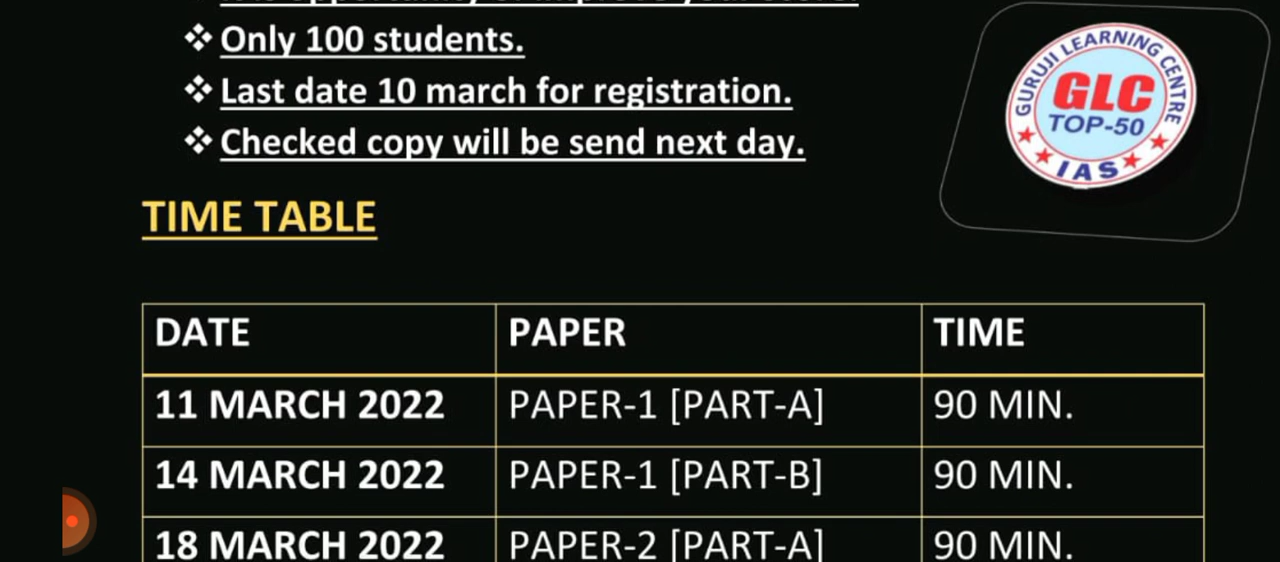 ❖ Only 100 students.
❖ Last date 10 march for registration.
❖ Checked copy will be send next day.
GURUJI LEARNING CENTRE
GLC
TOP-50
IAS
TIME TABLE
DATE PAPER TIME
11 MARCH 2022 PAPER-1 [PART-A] 90 MIN.
14 MARCH 2022 PAPER-1 [PART-B] 90 MIN.
18 MARCH 2022 PAPER-2 [PART-A] 90 MIN.